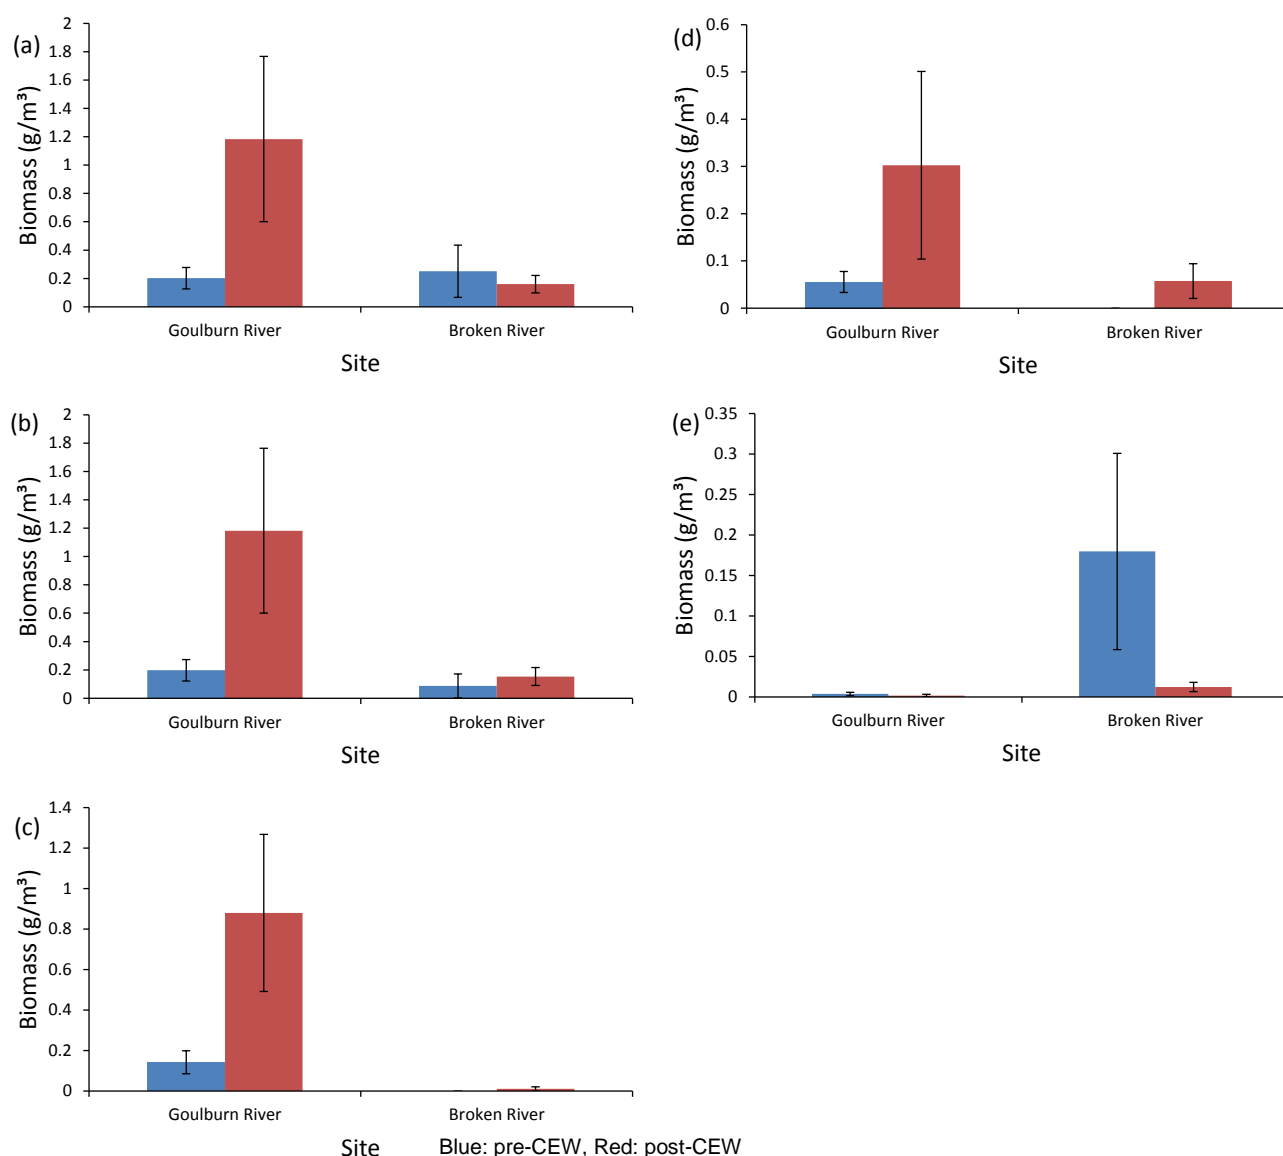 (a)
Biomass (g/m³)
2
1.8
1.6
1.4
1.2
1
0.8
0.6
0.4
0.2
0
Goulburn River
Broken River
Site
(b)
Biomass (g/m³)
2
1.8
1.6
1.4
1.2
1
0.8
0.6
0.4
0.2
0
Goulburn River
Broken River
Site
(c)
Biomass (g/m³)
1.4
1.2
1
0.8
0.6
0.4
0.2
0
Goulburn River
Broken River
Site
(d)
Biomass (g/m³)
0.6
0.5
0.4
0.3
0.2
0.1
0
Goulburn River
Broken River
Site
(e)
Biomass (g/m³)
0.35
0.3
0.25
0.2
0.15
0.1
0.05
0
Goulburn River
Broken River
Site
Blue: pre-CEW, Red: post-CEW